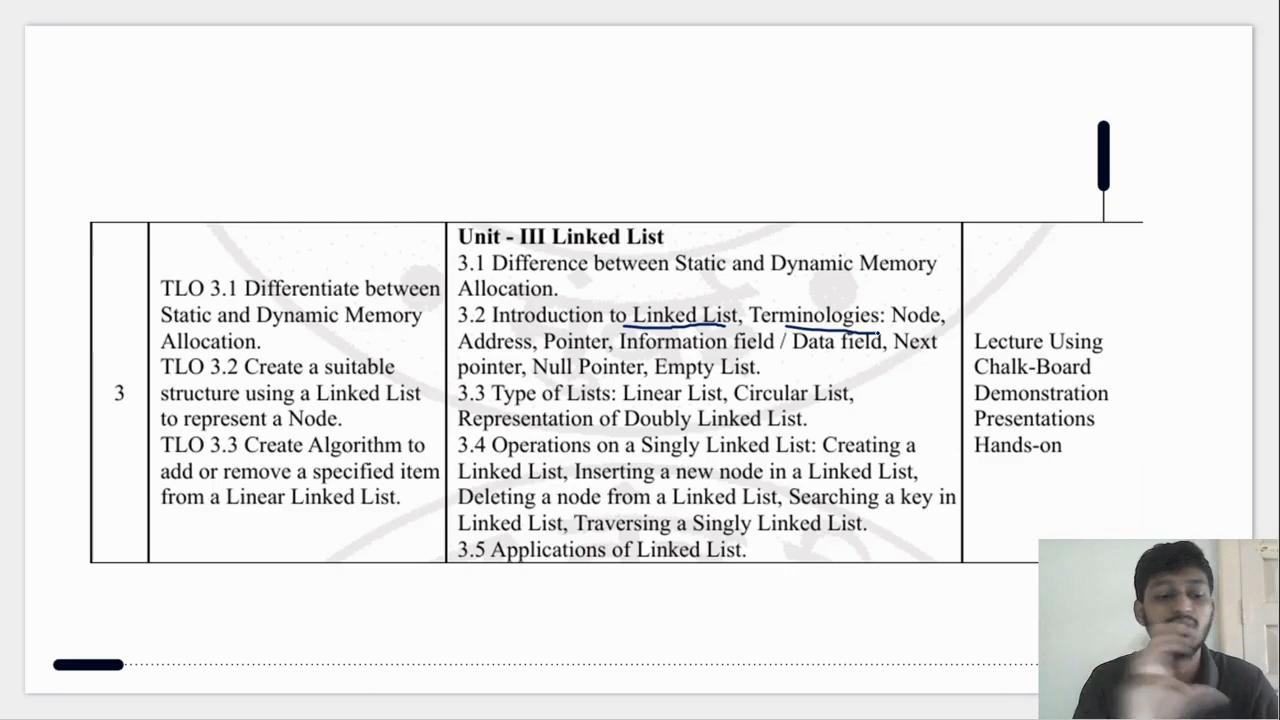 3
TLO 3.1 Differentiate between
Static and Dynamic Memory
Allocation.
TLO 3.2 Create a suitable
structure using a Linked List
to represent a Node.
TLO 3.3 Create Algorithm to
add or remove a specified item
from a Linear Linked List.
Unit - III Linked List
3.1 Difference between Static and Dynamic Memory
Allocation.
3.2 Introduction to Linked List, Terminologies: Node,
Address, Pointer, Information field / Data field, Next
pointer, Null Pointer, Empty List.
3.3 Type of Lists: Linear List, Circular List,
Representation of Doubly Linked List.
3.4 Operations on a Singly Linked List: Creating a
Linked List, Inserting a new node in a Linked List,
Deleting a node from a Linked List, Searching a key in
Linked List, Traversing a Singly Linked List.
3.5 Applications of Linked List.
Lecture Using
Chalk-Board
Demonstration
Presentations
Hands-on